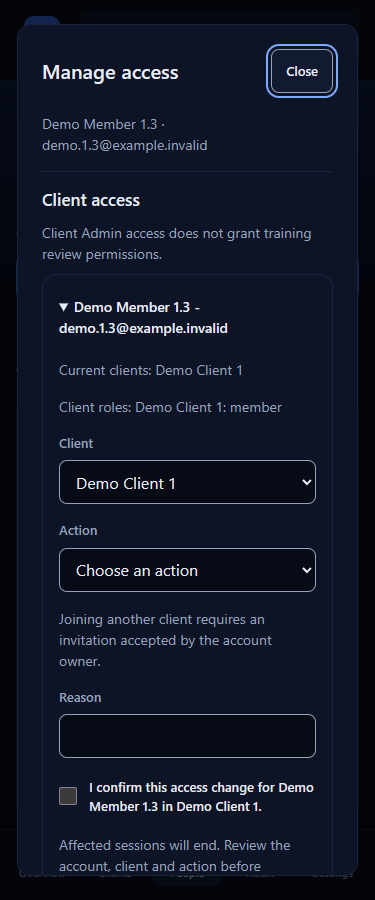 Manage access
Close
Demo Member 1.3 ·
demo.1.3@example.invalid
Client access
Client Admin access does not grant training
review permissions.
▼ Demo Member 1.3 -
demo.1.3@example.invalid
Current clients: Demo Client 1
Client roles: Demo Client 1: member
Client
Demo Client 1
Action
Choose an action
Joining another client requires an
invitation accepted by the account
owner.
Reason
I confirm this access change for Demo
Member 1.3 in Demo Client 1.
Affected sessions will end. Review the
account, client and action before